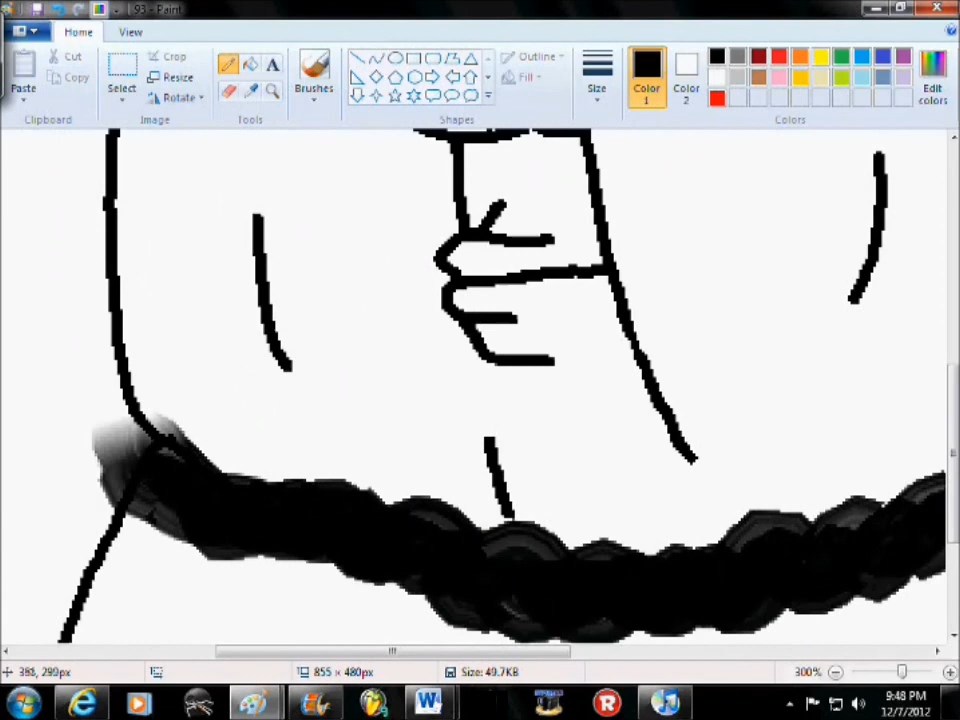 93 - Paint
Home View
Paste
Cut
Copy
Clipboard
Select
Crop
Resize
Rotate
Image
A
Tools
Brushes
Shapes
Outline
Fill
Size
Color 1
Color 2
Edit colors
Colors
855 × 480px
Size: 49.7KB
300%
W
R
9:48 PM
12/7/2012